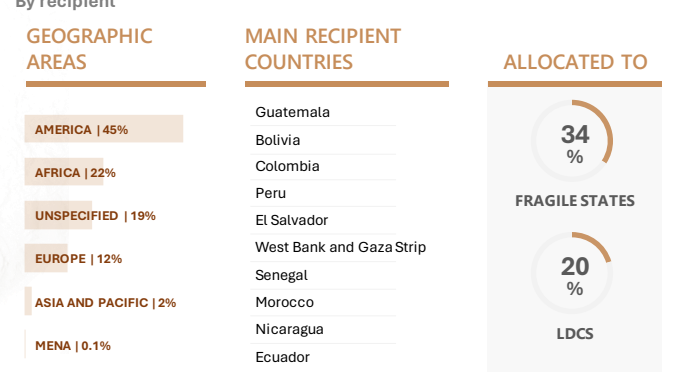 By recipient
GEOGRAPHIC
AREAS
AMERICA | 45%
AFRICA | 22%
UNSPECIFIED | 19%
EUROPE | 12%
ASIA AND PACIFIC | 2%
MENA | 0.1%
MAIN RECIPIENT
COUNTRIES
Guatemala
Bolivia
Colombia
Peru
El Salvador
West Bank and Gaza Strip
Senegal
Morocco
Nicaragua
Ecuador
ALLOCATED TO
34
%
FRAGILE STATES
20
%
LDCS